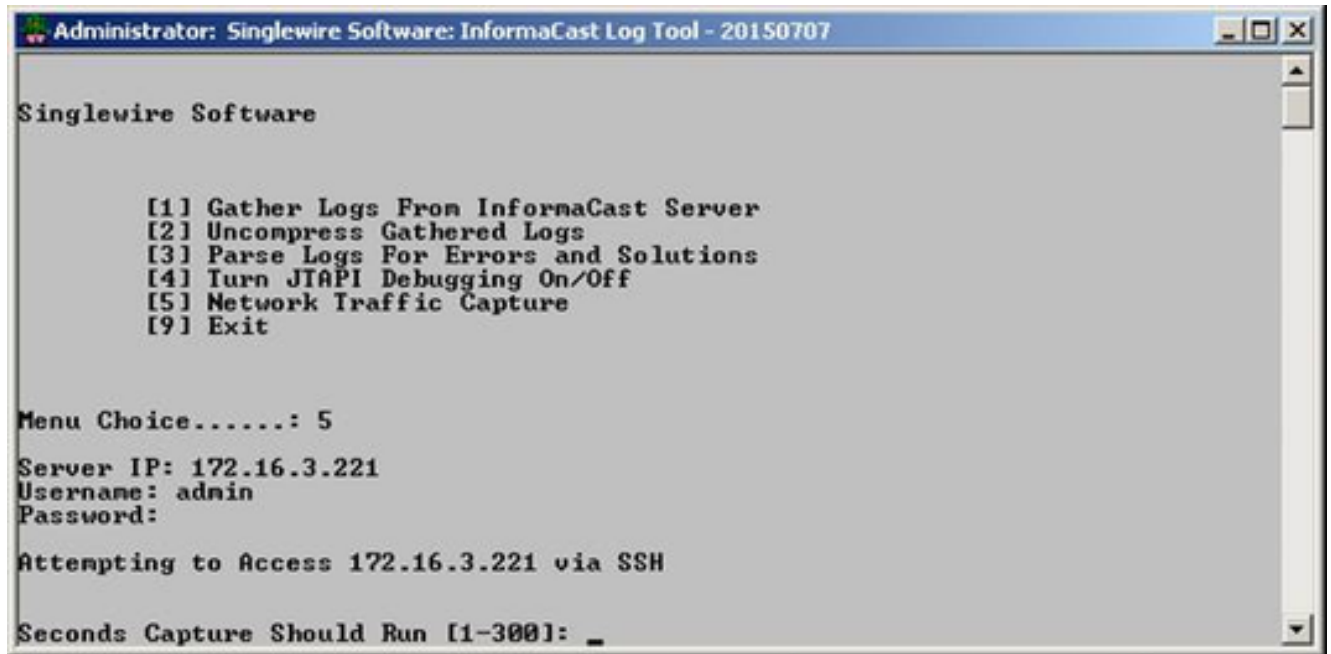 Administrator: Singlewire Software: InformaCast Log Tool - 20150707
Singlewire Software
[1] Gather Logs From InformaCast Server
[2] Uncompress Gathered Logs
[3] Parse Logs For Errors and Solutions
[4] Turn JTAPI Debugging On/Off
[5] Network Traffic Capture
[9] Exit
Menu Choice......: 5
Server IP: 172.16.3.221
Username: admin
Password:
Attempting to Access 172.16.3.221 via SSH
Seconds Capture Should Run [1-300]: _